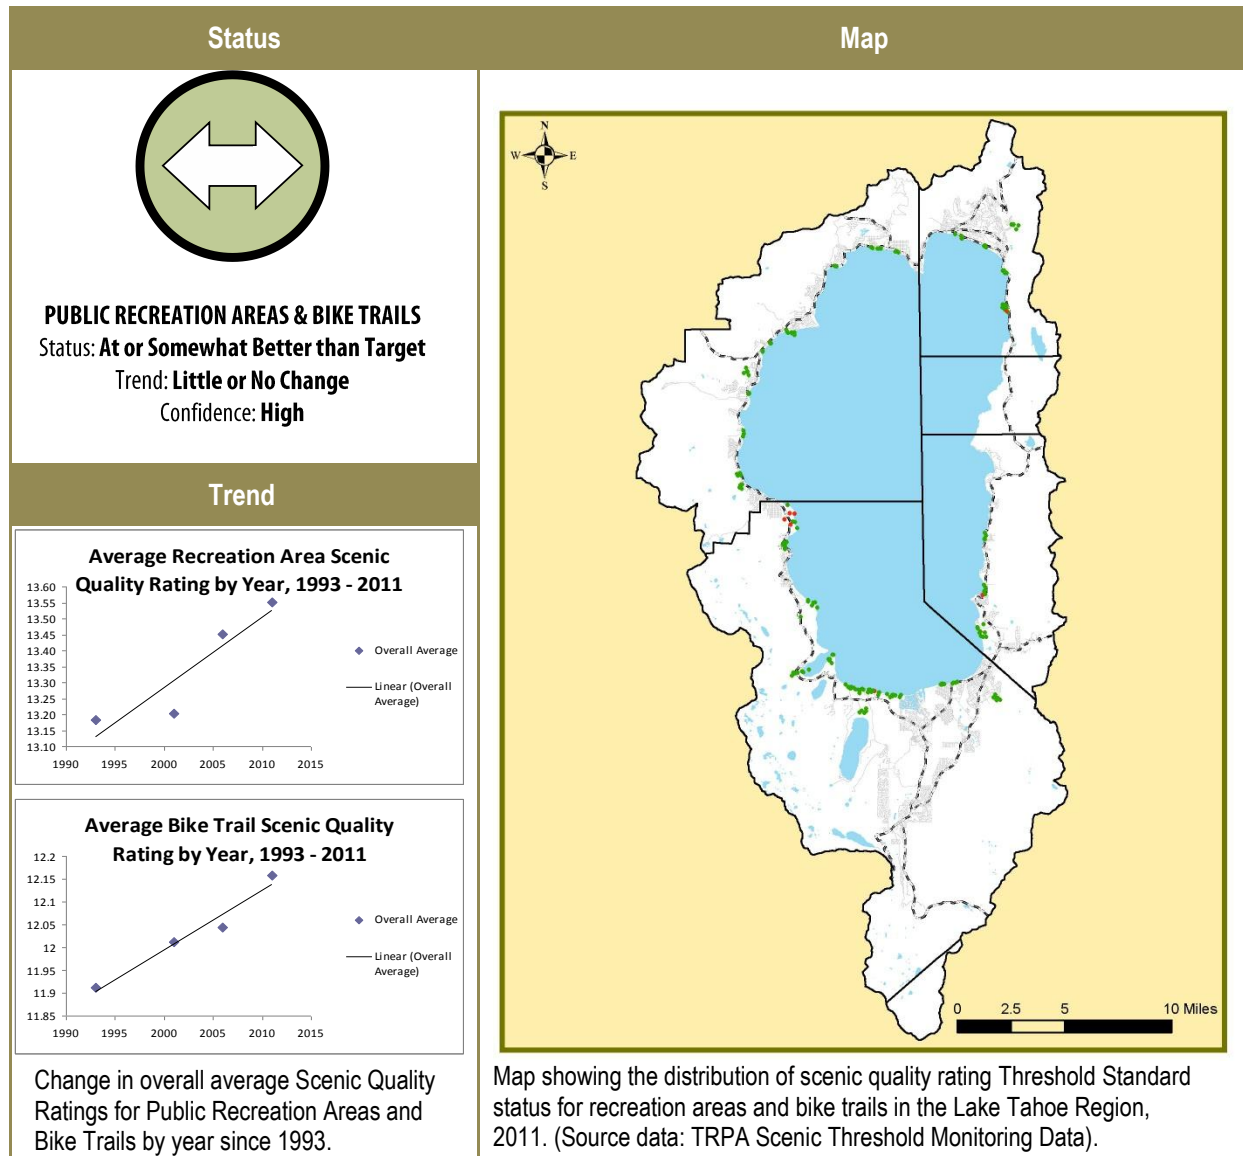 Status
PUBLIC RECREATION AREAS & BIKE TRAILS
Status: At or Somewhat Better than Target
Trend: Little or No Change
Confidence: High
Trend
Average Recreation Area Scenic
Quality Rating by Year, 1993 - 2011
13.60
13.55
13.50
13.45
13.40
13.35
13.30
13.25
13.20
13.15
13.10
1990 1995 2000 2005 2010 2015
Overall Average
Linear (Overall
Average)
Average Bike Trail Scenic Quality
Rating by Year, 1993 - 2011
12.2
12.15
12.1
12.05
12
11.95
11.9
11.85
1990 1995 2000 2005 2010 2015
Overall Average
Linear (Overall
Average)
Change in overall average Scenic Quality
Ratings for Public Recreation Areas and
Bike Trails by year since 1993.
Map
N
W E
S
0 2.5 5 10 Miles
Map showing the distribution of scenic quality rating Threshold Standard
status for recreation areas and bike trails in the Lake Tahoe Region,
2011. (Source data: TRPA Scenic Threshold Monitoring Data).